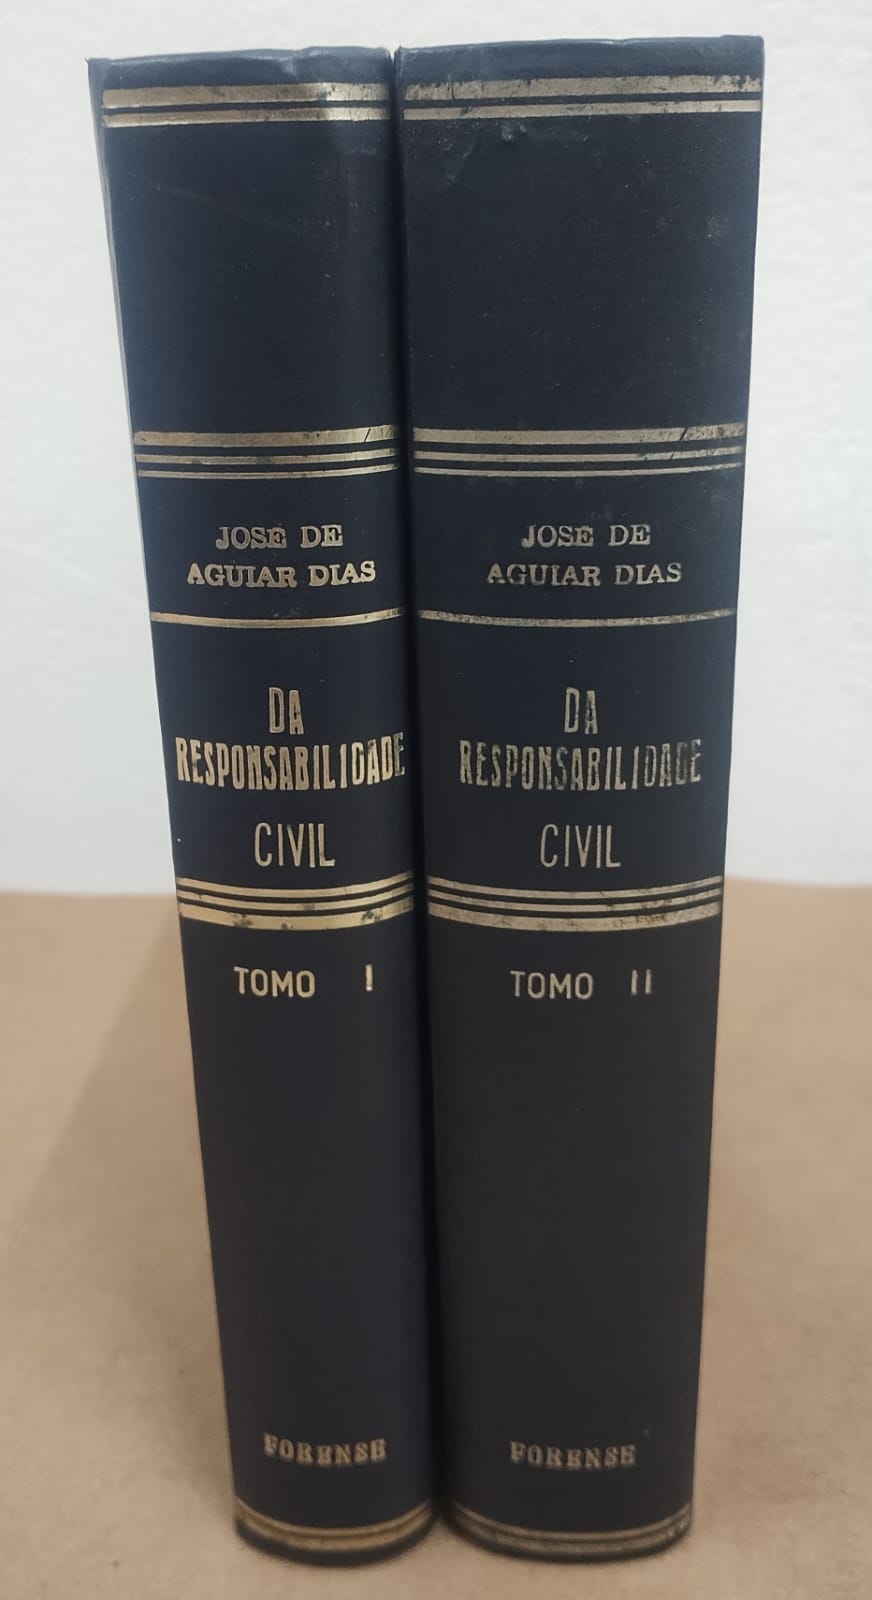 JOSÉ DE
AGUIAR DIAS
DA
RESPONSABILIDADE
CIVIL
TOMO I
FORENSE
JOSÉ DE
AGUIAR DIAS
DA
RESPONSABILIDADE
CIVIL
TOMO II
FORENSE